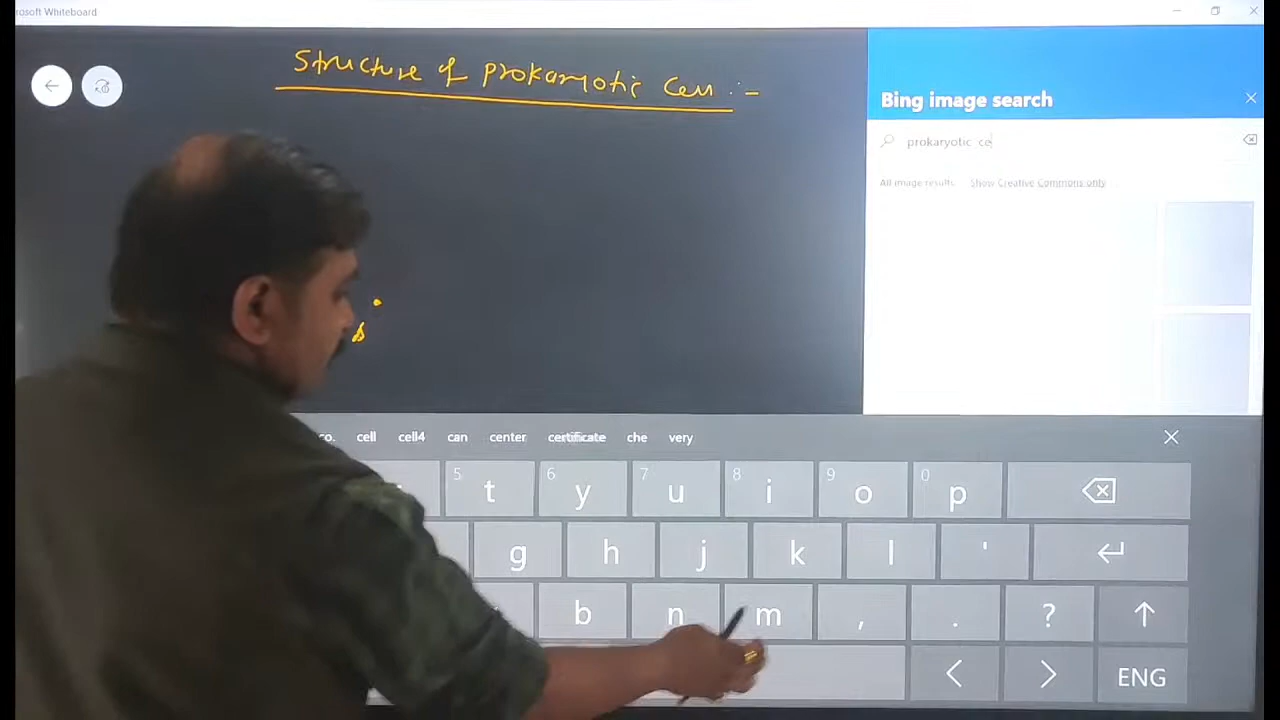 rosoft Whiteboard
Structure of prokaryotic Cell :-
Bing image search
prokaryotic ce
All image results Show Creative Commons only
co. cell cell4 can center certificate che very
5 t 6 y 7 u 8 i 9 o 0 p
g h j k l '
b n m , . ?
< > ENG